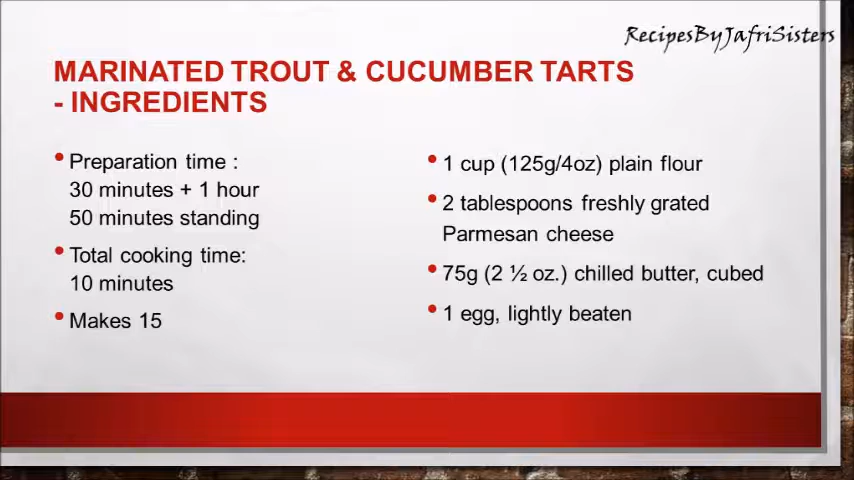 RecipesByJafriSisters
MARINATED TROUT & CUCUMBER TARTS
- INGREDIENTS
• Preparation time :
30 minutes + 1 hour
50 minutes standing
• Total cooking time:
10 minutes
• Makes 15
• 1 cup (125g/4oz) plain flour
• 2 tablespoons freshly grated
Parmesan cheese
• 75g (2 ½ oz.) chilled butter, cubed
• 1 egg, lightly beaten